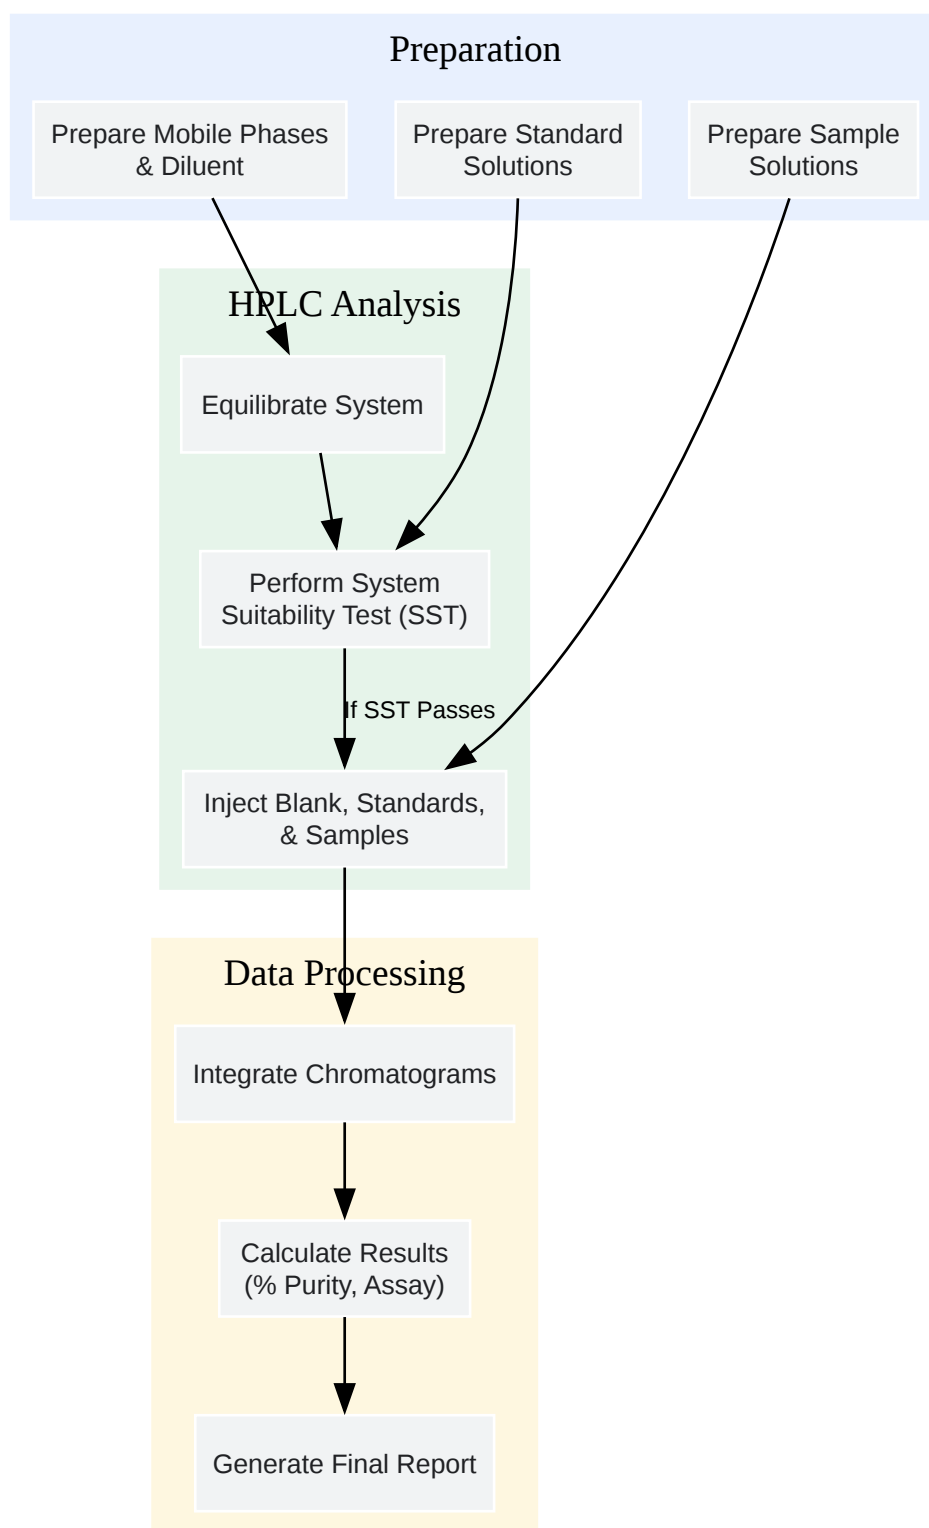 Preparation
Prepare Mobile Phases
& Diluent
Prepare Standard
Solutions
Prepare Sample
Solutions
HPLC Analysis
Equilibrate System
Perform System
Suitability Test (SST)
If SST Passes
Inject Blank, Standards,
& Samples
Data Processing
Integrate Chromatograms
Calculate Results
(% Purity, Assay)
Generate Final Report